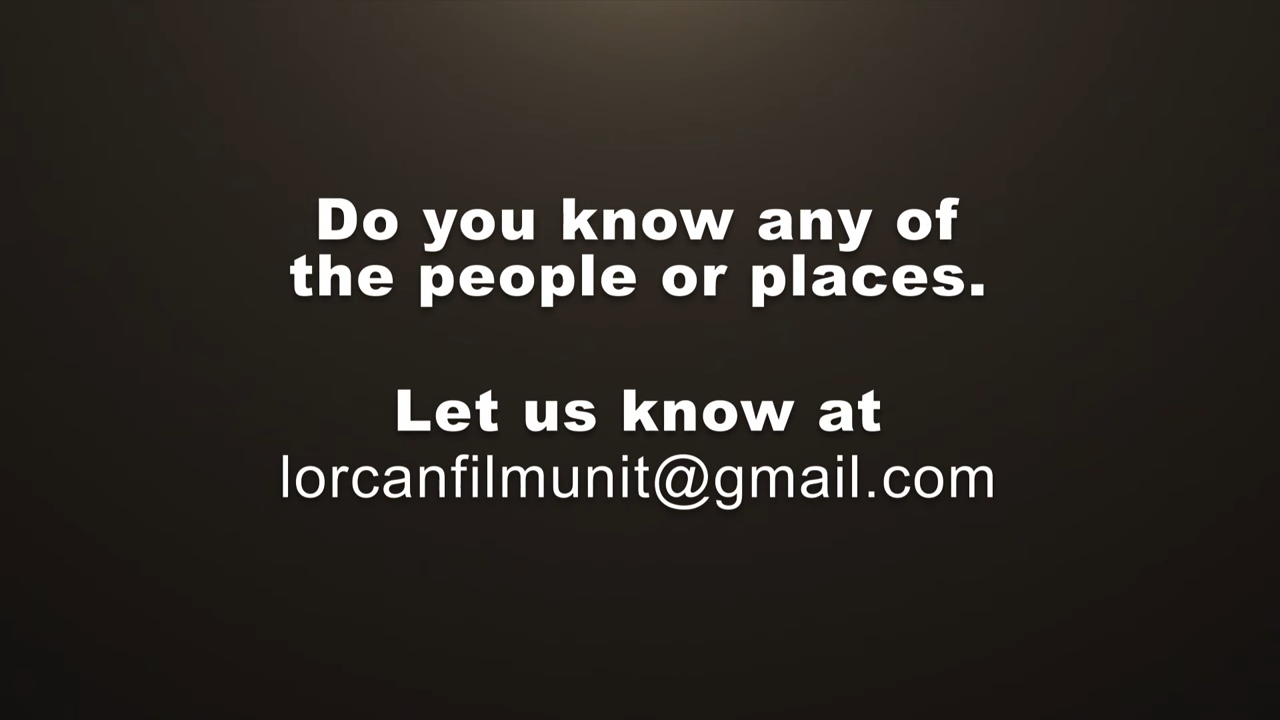 Do you know any of
the people or places.
Let us know at
lorcanfilmunit@gmail.com